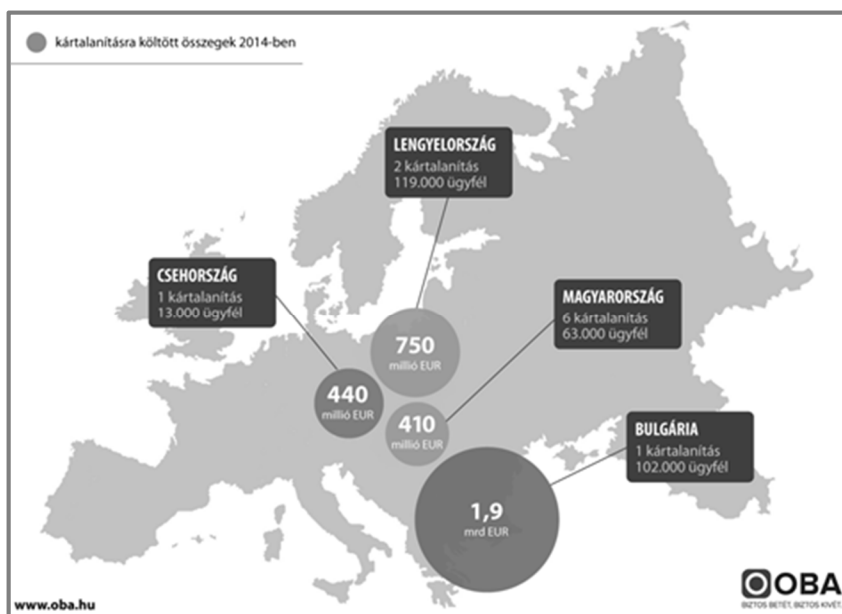 kártalanításra költött összegek 2014-ben
LENGYELORSZÁG
2 kártalanítás
119.000 ügyfél
CSEHORSZÁG
1 kártalanítás
13.000 ügyfél
MAGYARORSZÁG
6 kártalanítás
63.000 ügyfél
750
millió EUR
440
millió EUR
410
millió EUR
BULGÁRIA
1 kártalanítás
102.000 ügyfél
1,9
mrd EUR
www.oba.hu
OBA
BIZTOS BETÉT, BIZTOS KIVÉT.